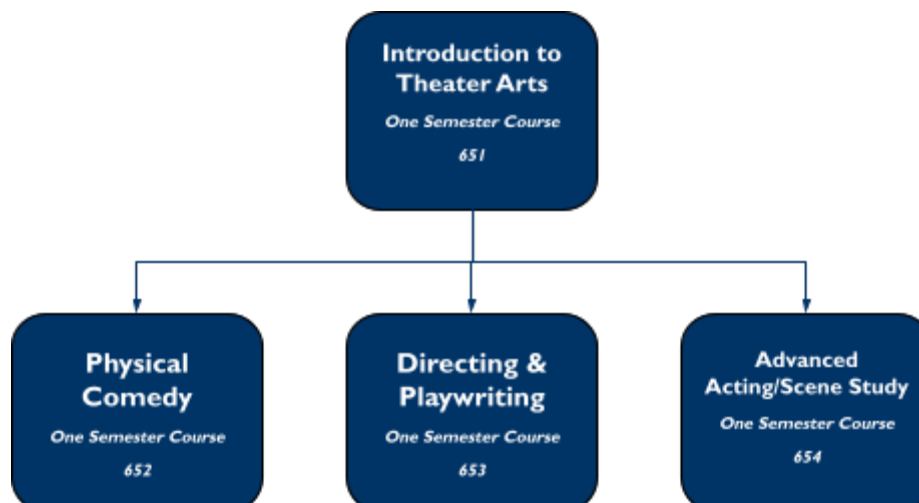 Introduction to
Theater Arts
One Semester Course
651
Physical
Comedy
One Semester Course
652
Directing &
Playwriting
One Semester Course
653
Advanced
Acting/Scene Study
One Semester Course
654